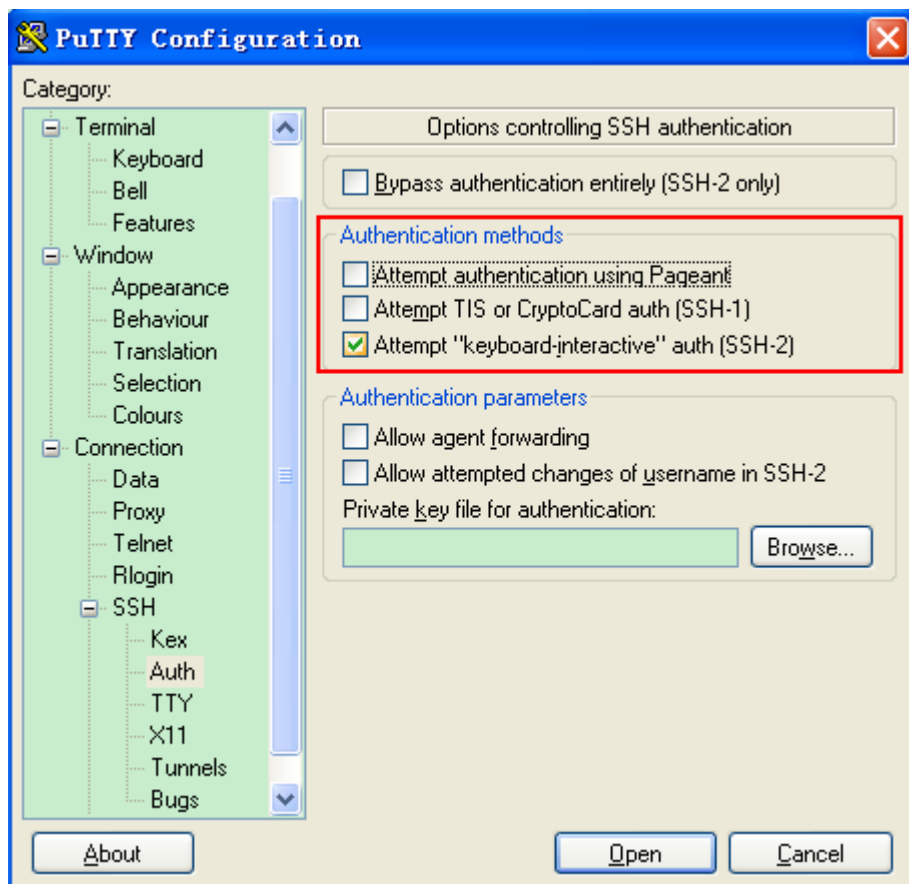 PuTTY Configuration
Category:
Terminal
Keyboard
Bell
Features
Window
Appearance
Behaviour
Translation
Selection
Colours
Connection
Data
Proxy
Telnet
Rlogin
SSH
Kex
Auth
TTY
X11
Tunnels
Bugs
Options controlling SSH authentication
Bypass authentication entirely (SSH-2 only)
Authentication methods
Attempt authentication using Pageant
Attempt TIS or CryptoCard auth (SSH-1)
Attempt "keyboard-interactive" auth (SSH-2)
Authentication parameters
Allow agent forwarding
Allow attempted changes of username in SSH-2
Private key file for authentication:
Browse...
About
Open
Cancel